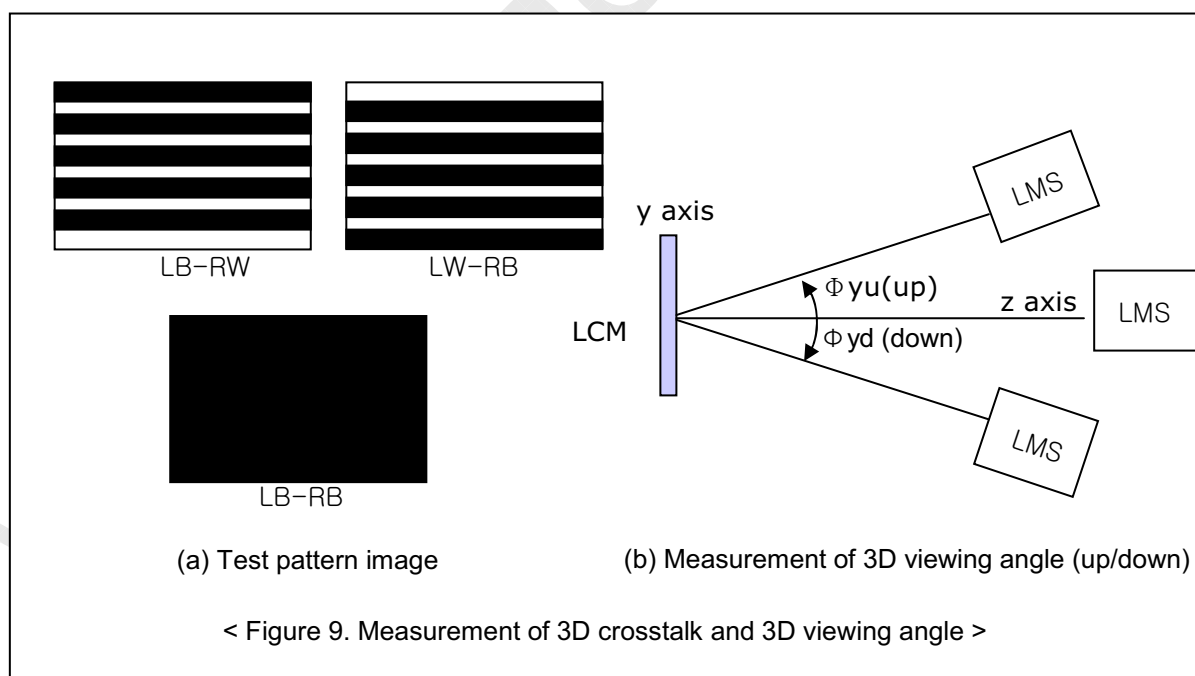 LB-RW
LW-RB
LB-RB
(a) Test pattern image
y axis
LCM
Φyu(up)
z axis
Φyd (down)
LMS
LMS
LMS
(b) Measurement of 3D viewing angle (up/down)
< Figure 9. Measurement of 3D crosstalk and 3D viewing angle >